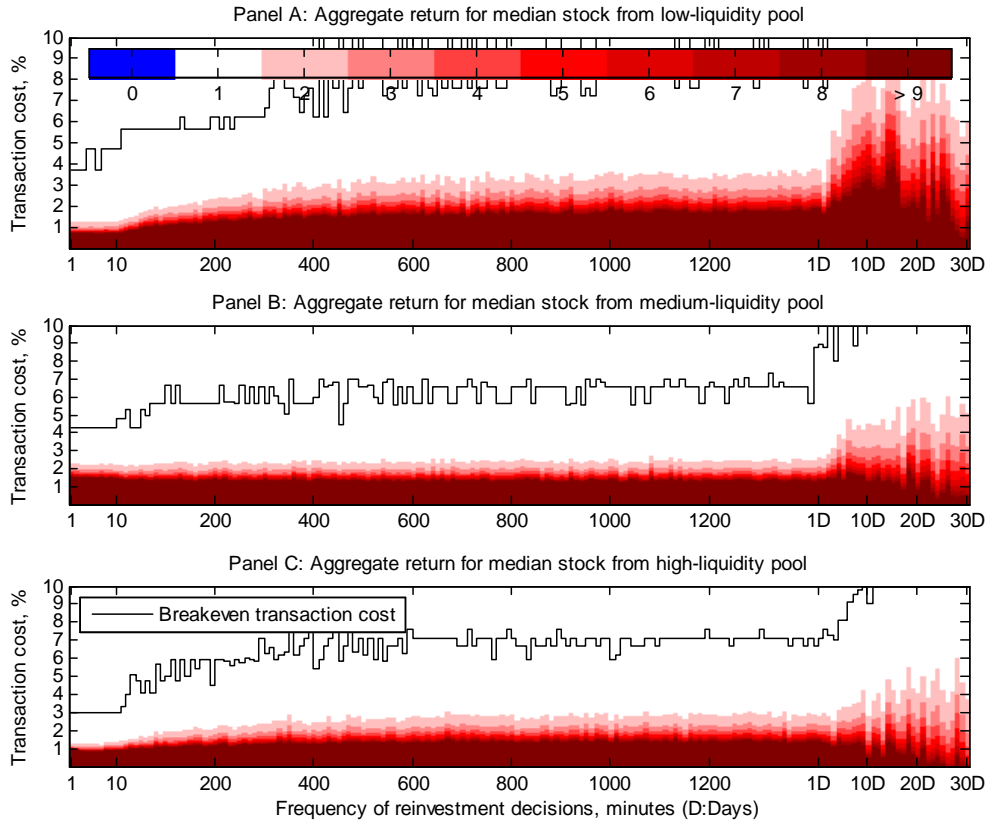 Panel A: Aggregate return for median stock from low-liquidity pool
Transaction cost, %
10
9
8
7
6
5
4
3
2
1
0 1 2 3 4 5 6 7 8 > 9
1 10 200 400 600 800 1000 1200 1D 10D 20D 30D
Panel B: Aggregate return for median stock from medium-liquidity pool
Transaction cost, %
10
9
8
7
6
5
4
3
2
1
1 10 200 400 600 800 1000 1200 1D 10D 20D 30D
Panel C: Aggregate return for median stock from high-liquidity pool
Transaction cost, %
10
9
8
7
6
5
4
3
2
1
Breakeven transaction cost
1 10 200 400 600 800 1000 1200 1D 10D 20D 30D
Frequency of reinvestment decisions, minutes (D:Days)